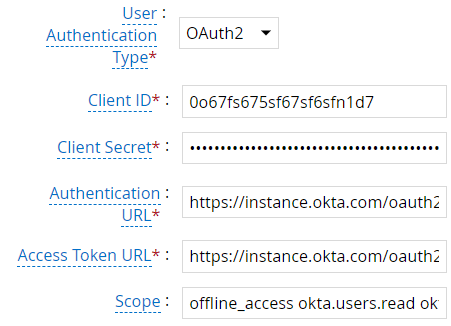 User :
Authentication OAuth2
Type*
Client ID* : 0o67fs675sf67sf6sfn1d7
Client Secret* : ••••••••••••••••••••••••••••••••••••••••
Authentication :
URL* https://instance.okta.com/oauth2
Access Token URL* : https://instance.okta.com/oauth2
Scope : offline_access okta.users.read okt